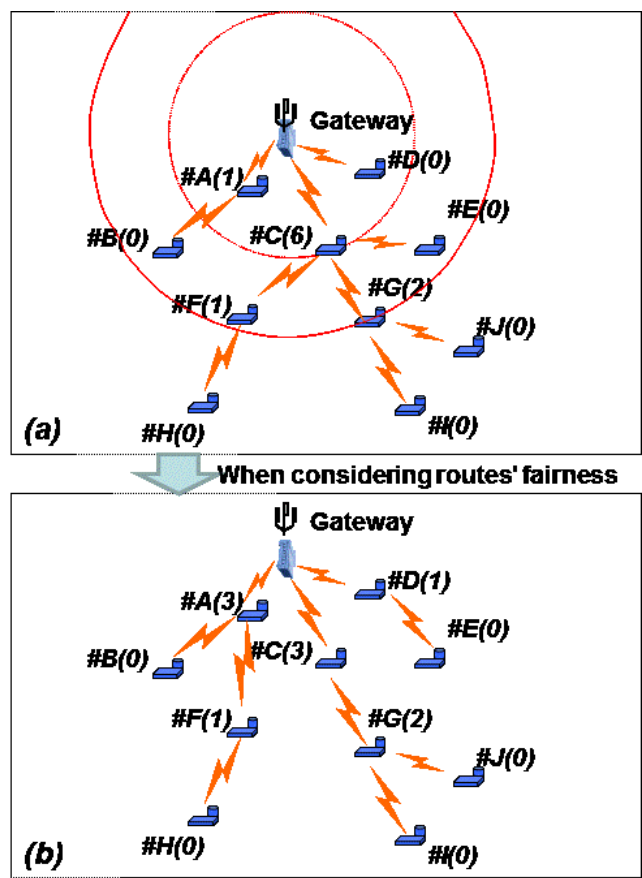 Gateway
#D(0)
#A(1)
#E(0)
#B(0)
#C(6)
#G(2)
#F(1)
#J(0)
(a)
#H(0)
#I(0)
When considering routes' fairness
Gateway
#D(1)
#A(3)
#E(0)
#B(0)
#C(3)
#F(1)
#G(2)
#J(0)
(b)
#H(0)
#I(0)